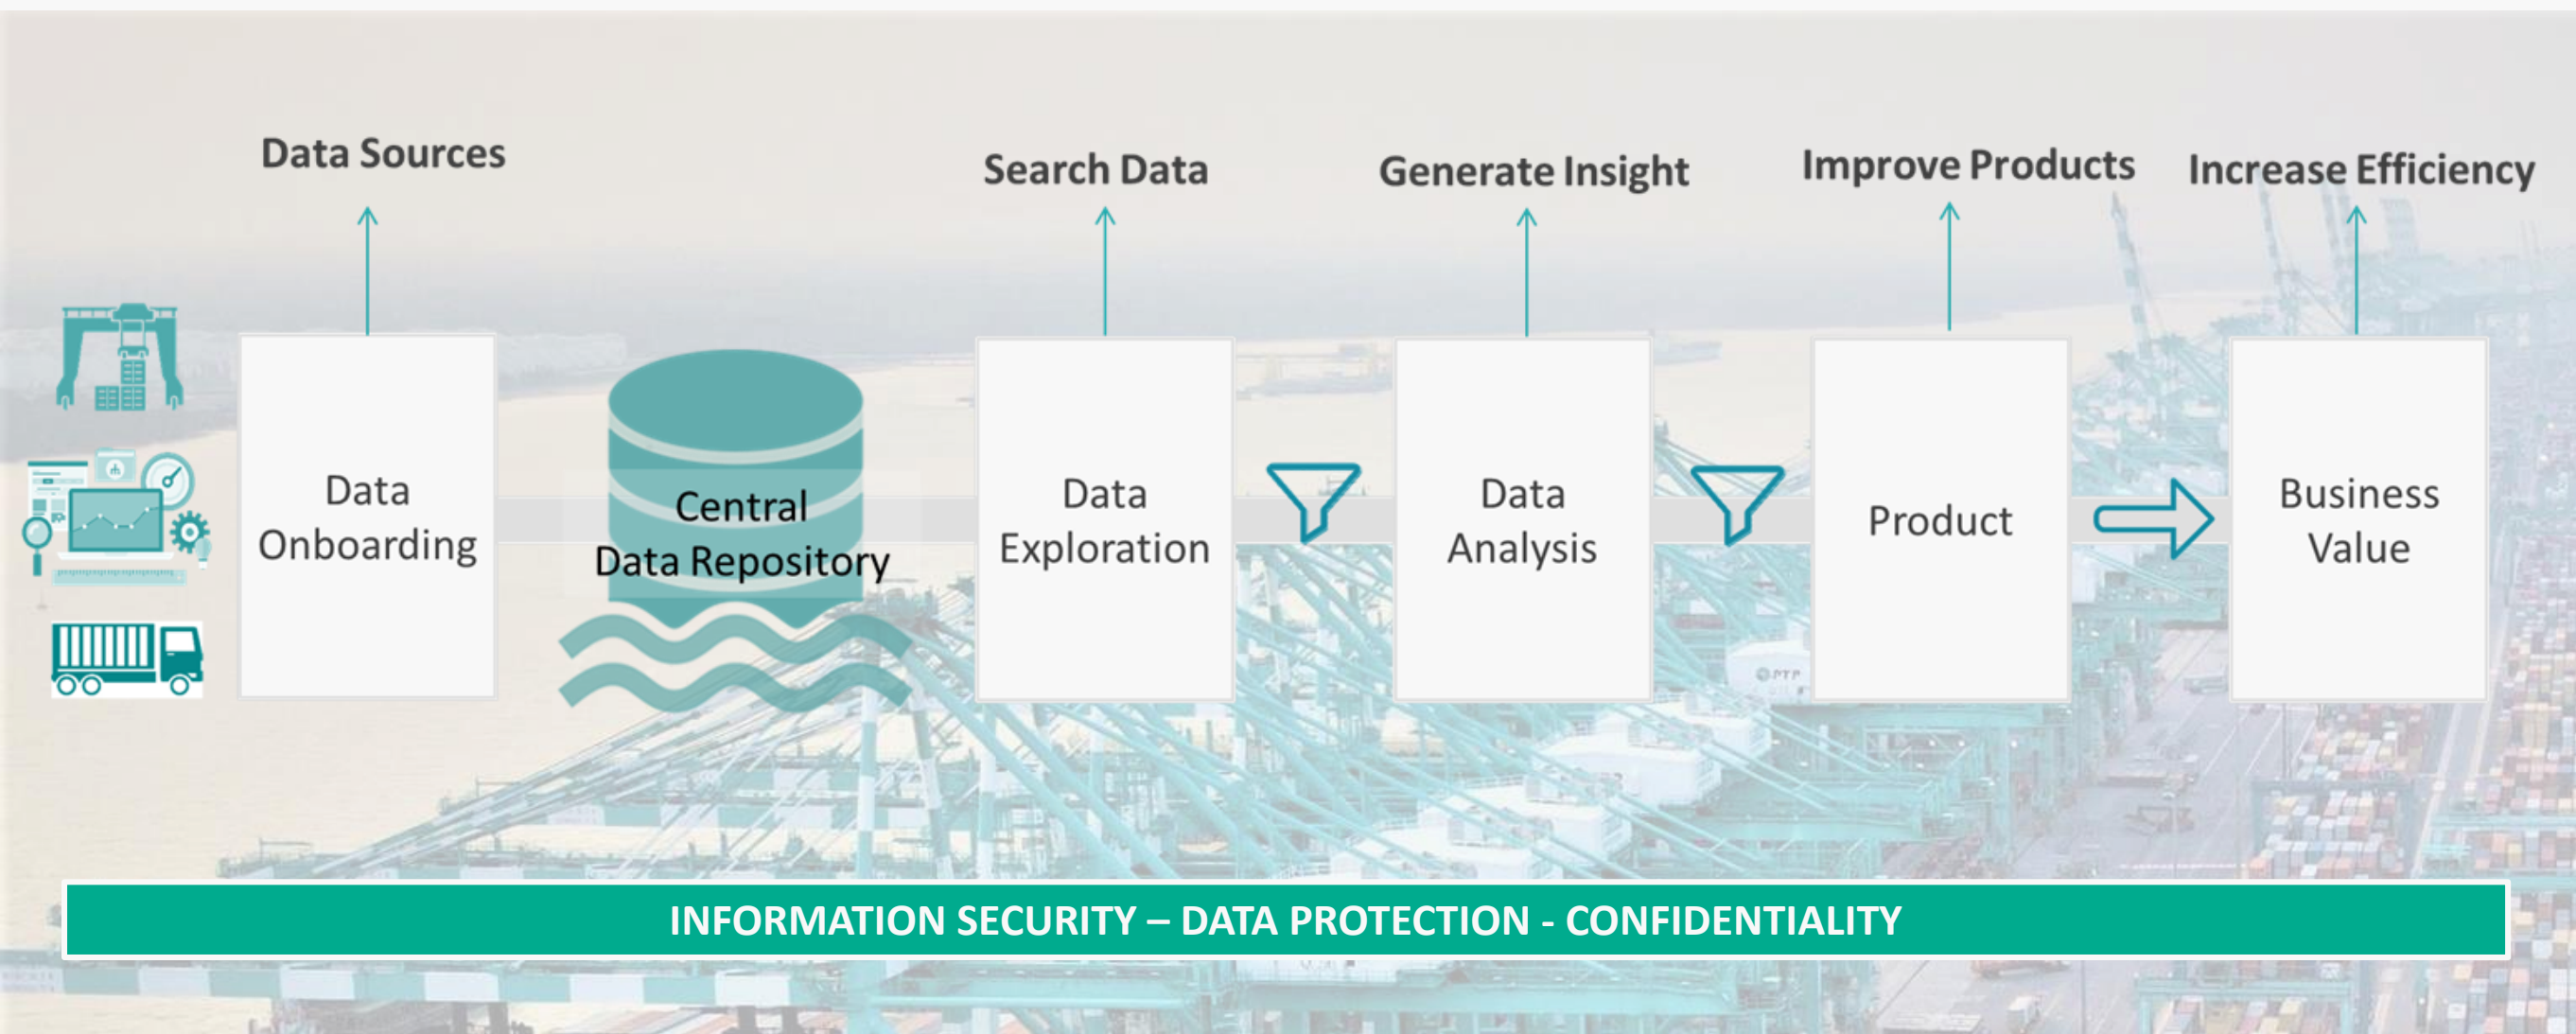 Data Sources
Search Data
Generate Insight
Improve Products
Increase Efficiency
Data
Onboarding
Central
Data Repository
Data
Exploration
Data
Analysis
Product
Business
Value
PTP
INFORMATION SECURITY – DATA PROTECTION - CONFIDENTIALITY